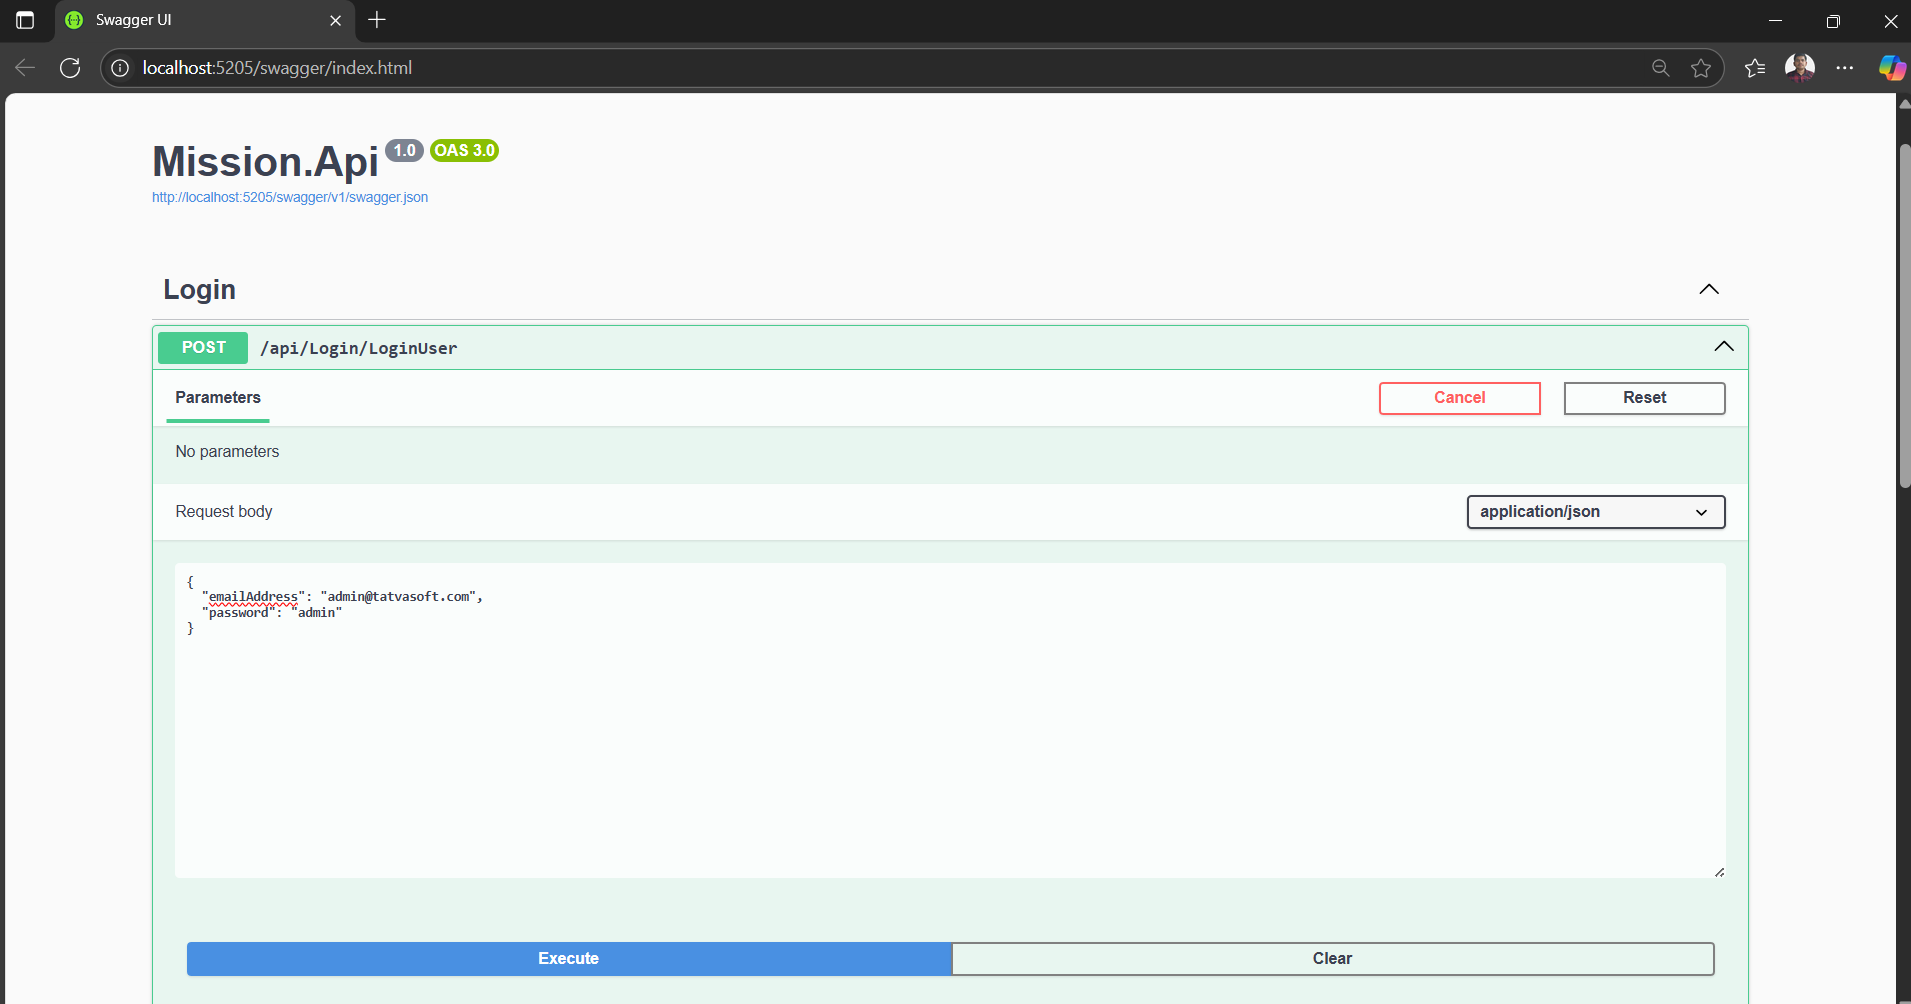 Swagger UI
localhost:5205/swagger/index.html
Mission.Api 1.0 OAS 3.0
http://localhost:5205/swagger/v1/swagger.json
Login
POST /api/Login/LoginUser
Parameters Cancel Reset
No parameters
Request body application/json
{
"emailAddress": "admin@tatvasoft.com",
"password": "admin"
}
Execute Clear